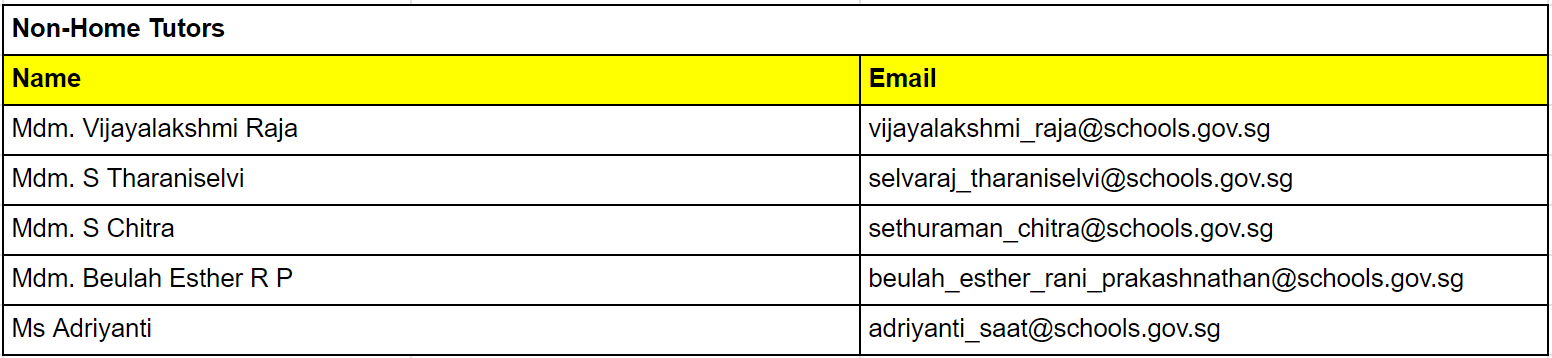 Non-Home Tutors
Name Email
Mdm. Vijayalakshmi Raja vijayalakshmi_raja@schools.gov.sg
Mdm. S Tharaniselvi selvaraj_tharaniselvi@schools.gov.sg
Mdm. S Chitra sethuraman_chitra@schools.gov.sg
Mdm. Beulah Esther R P beulah_esther_rani_prakashnathan@schools.gov.sg
Ms Adriyanti adriyanti_saat@schools.gov.sg